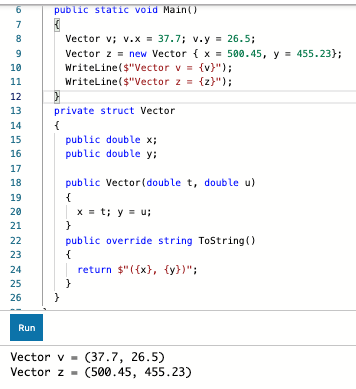 6 public static void Main()
7 {
8 Vector v; v.x = 37.7; v.y = 26.5;
9 Vector z = new Vector { x = 500.45, y = 455.23};
10 WriteLine($"Vector v = {v}");
11 WriteLine($"Vector z = {z}");
12 }
13 private struct Vector
14 {
15 public double x;
16 public double y;
17
18 public Vector(double t, double u)
19 {
20 x = t; y = u;
21 }
22 public override string ToString()
23 {
24 return $"({x}, {y})";
25 }
26 }
Run
Vector v = (37.7, 26.5)
Vector z = (500.45, 455.23)